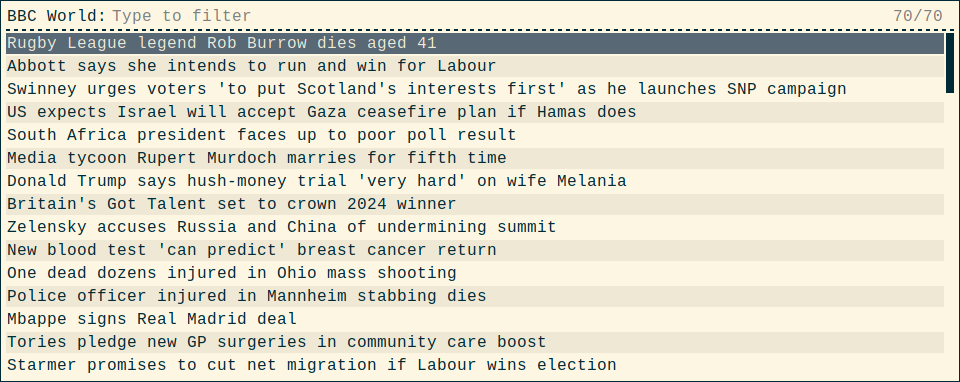 BBC World: Type to filter 70/70
Rugby League legend Rob Burrow dies aged 41
Abbott says she intends to run and win for Labour
Swinney urges voters 'to put Scotland's interests first' as he launches SNP campaign
US expects Israel will accept Gaza ceasefire plan if Hamas does
South Africa president faces up to poor poll result
Media tycoon Rupert Murdoch marries for fifth time
Donald Trump says hush-money trial 'very hard' on wife Melania
Britain's Got Talent set to crown 2024 winner
Zelensky accuses Russia and China of undermining summit
New blood test 'can predict' breast cancer return
One dead dozens injured in Ohio mass shooting
Police officer injured in Mannheim stabbing dies
Mbappe signs Real Madrid deal
Tories pledge new GP surgeries in community care boost
Starmer promises to cut net migration if Labour wins election